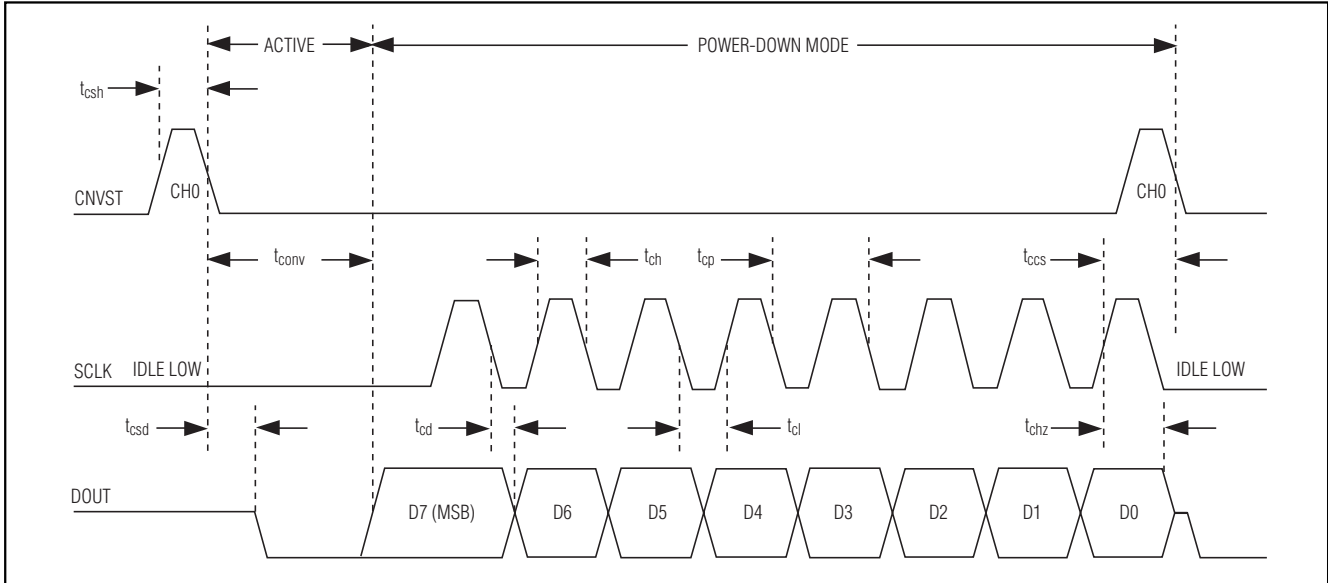 ACTIVE
POWER-DOWN MODE
tcsh
CNVST
CH0
CH0
tconv
tch
tcp
tccs
SCLK
IDLE LOW
IDLE LOW
tcsd
tcd
tcl
tchz
DOUT
D7 (MSB)
D6
D5
D4
D3
D2
D1
D0